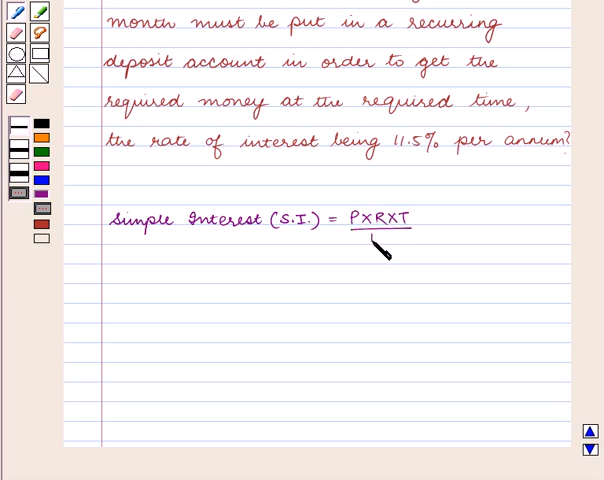 month must be put in a recurring
deposit account in order to get the
required money at the required time,
the rate of interest being 11.5% per annum?
Simple Interest (S.I.) = P×R×T